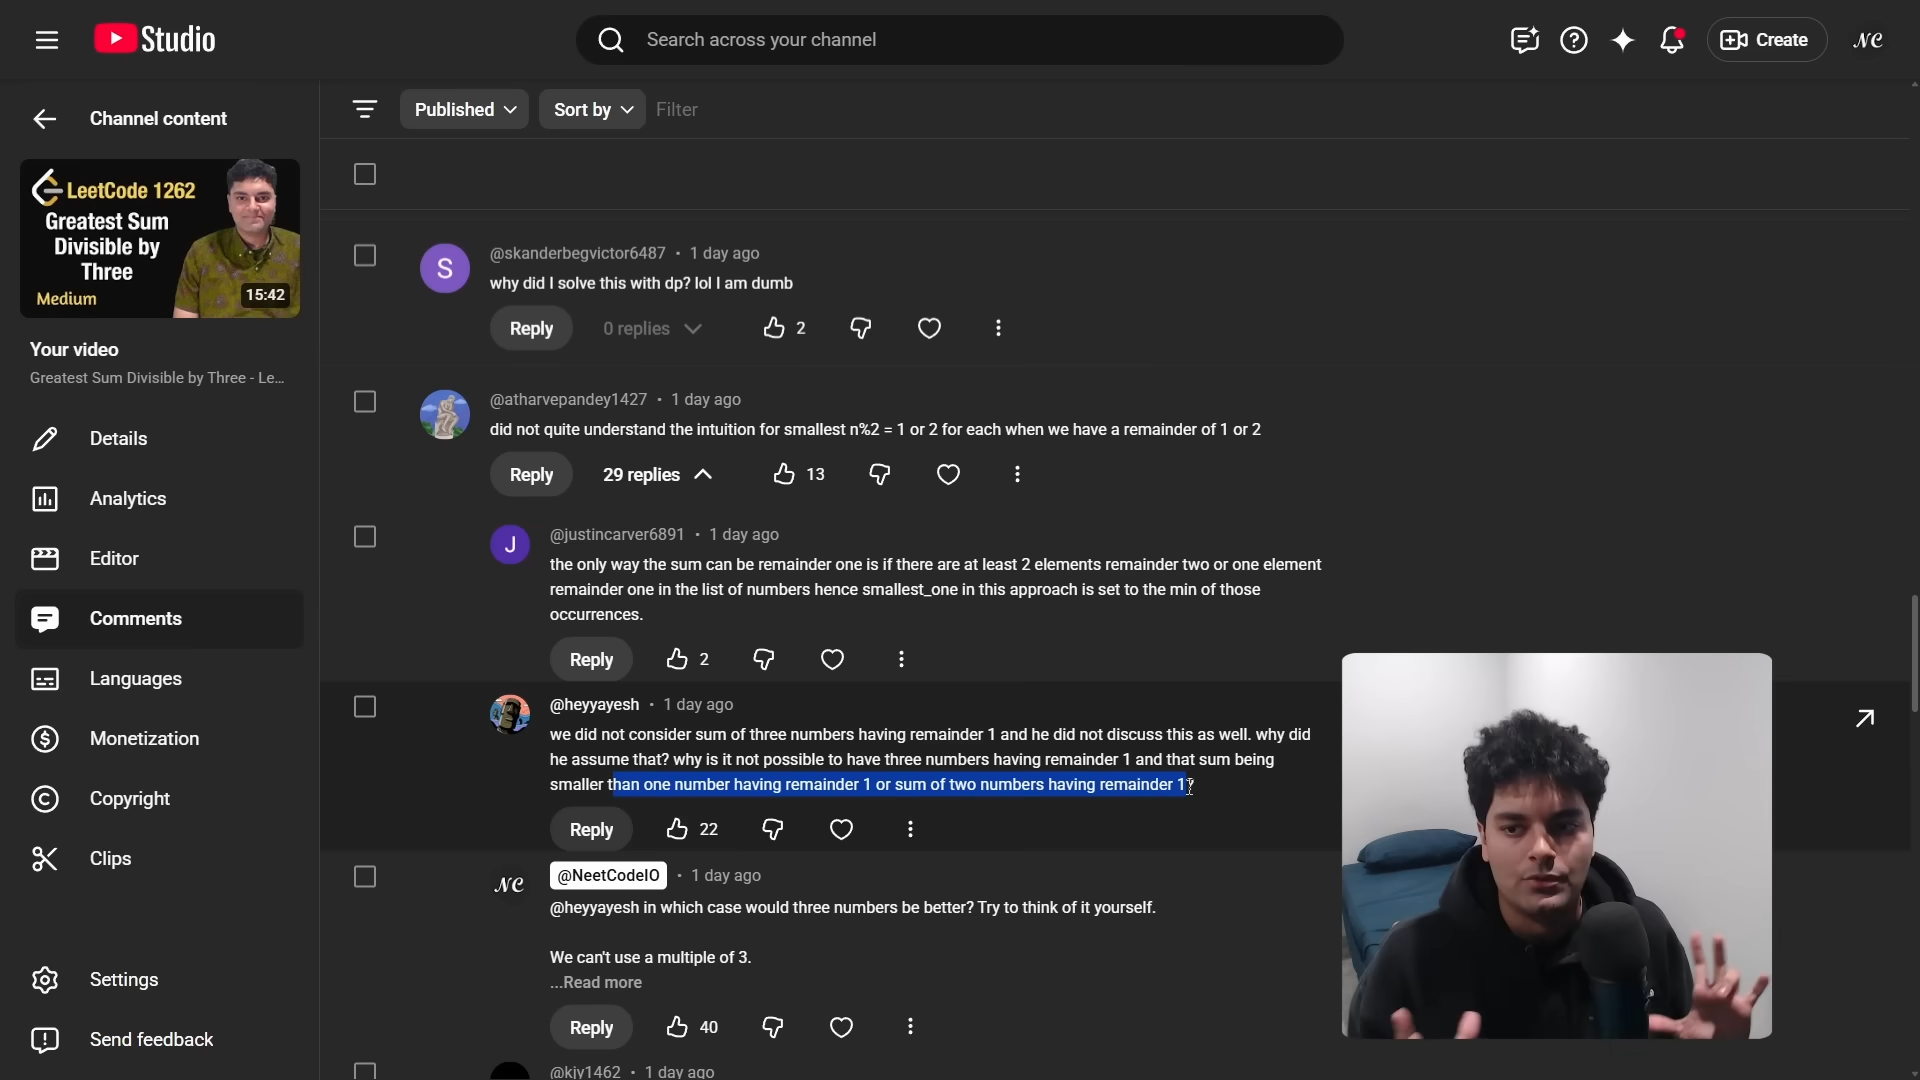 Studio
Search across your channel
Create
NC
Channel content
Published
Sort by
Filter
LeetCode 1262
Greatest Sum
Divisible by
Three
Medium
15:42
Your video
Greatest Sum Divisible by Three - Le...
Details
Analytics
Editor
Comments
Languages
Monetization
Copyright
Clips
Settings
Send feedback
S
@skanderbegvictor6487 • 1 day ago
why did I solve this with dp? lol I am dumb
Reply
0 replies
2
@atharvepandey1427 • 1 day ago
did not quite understand the intuition for smallest n%2 = 1 or 2 for each when we have a remainder of 1 or 2
Reply
29 replies
13
J
@justincarver6891 • 1 day ago
the only way the sum can be remainder one is if there are at least 2 elements remainder two or one element
remainder one in the list of numbers hence smallest_one in this approach is set to the min of those
occurrences.
Reply
2
@heyyayesh • 1 day ago
we did not consider sum of three numbers having remainder 1 and he did not discuss this as well. why did
he assume that? why is it not possible to have three numbers having remainder 1 and that sum being
smaller than one number having remainder 1 or sum of two numbers having remainder 1?
Reply
22
NC
@NeetCodeIO • 1 day ago
@heyyayesh in which case would three numbers be better? Try to think of it yourself.
We can't use a multiple of 3.
...Read more
Reply
40
@kjy1462 • 1 day ago